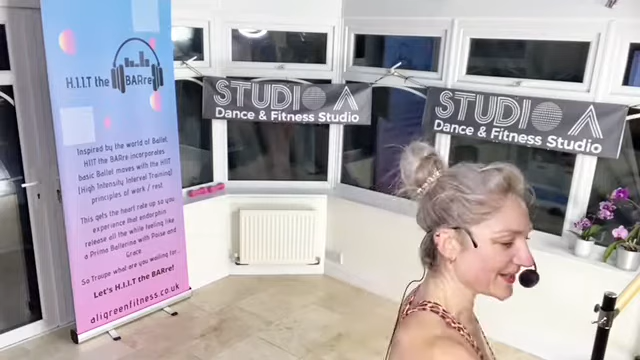 H.I.I.T the BARre
Inspired by the world of Ballet,
HIIT the BARre incorporates
basic Ballet moves with the HIIT
(High Intensity Interval Training)
principles of work / rest
This gets the heart rate up so you
experience that endorphin
release all the while feeling like
a Prima Ballerina with Poise and
Grace
So Troupe what are you waiting for...
Let's H.I.I.T the BARre!
aligreenfitness.co.uk
STUDIO A
Dance & Fitness Studio
STUDIO A
Dance & Fitness Studio